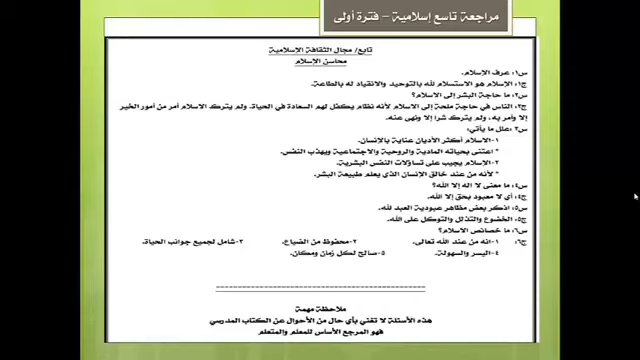 مراجعة تاسع إسلامية – فترة أولى
تابع/ مجال الثقافة الإسلامية
محاسن الإسلام
س١: عرف الإسلام.
ج١: الإسلام هو الاستسلام لله بالتوحيد والانقياد له بالطاعة.
س٢: ما حاجة البشر إلى الاسلام؟
ج٢: الناس في حاجة ملحة إلى الاسلام لأنه نظام يكفل لهم السعادة في الحياة. ولم يترك الاسلام أمر من أمور الخير
إلا وأمر به، ولم يترك شرا إلا ونهى عنه.
س٣: علل ما يأتي:
١- الاسلام أكثر الأديان عناية بالإنسان.
* اعتنى بحياته المادية والروحية والاجتماعية ويهذب النفس.
٢- الإسلام يجيب على تساؤلات النفس البشرية.
* لأنه من عند خالق الإنسان الذي يعلم طبيعة البشر.
س٤: ما معنى لا اله إلا الله؟
ج٤: أي لا معبود بحق إلا الله.
س٥: اذكر بعض مظاهر عبودية العبد لله.
ج٥: الخضوع والتذلل والتوكل على الله.
س٦: ما خصائص الاسلام؟
ج٦: ١- انه من عند الله تعالى. ٢- محفوظ من الضياع. ٣- شامل لجميع جوانب الحياة.
٤- اليسر والسهولة. ٥- صالح لكل زمان ومكان.
ملاحظة مهمة
هذه الأسئلة لا تغني بأي حال من الأحوال عن الكتاب المدرسي
فهو المرجع الأساس للمعلم والمتعلم